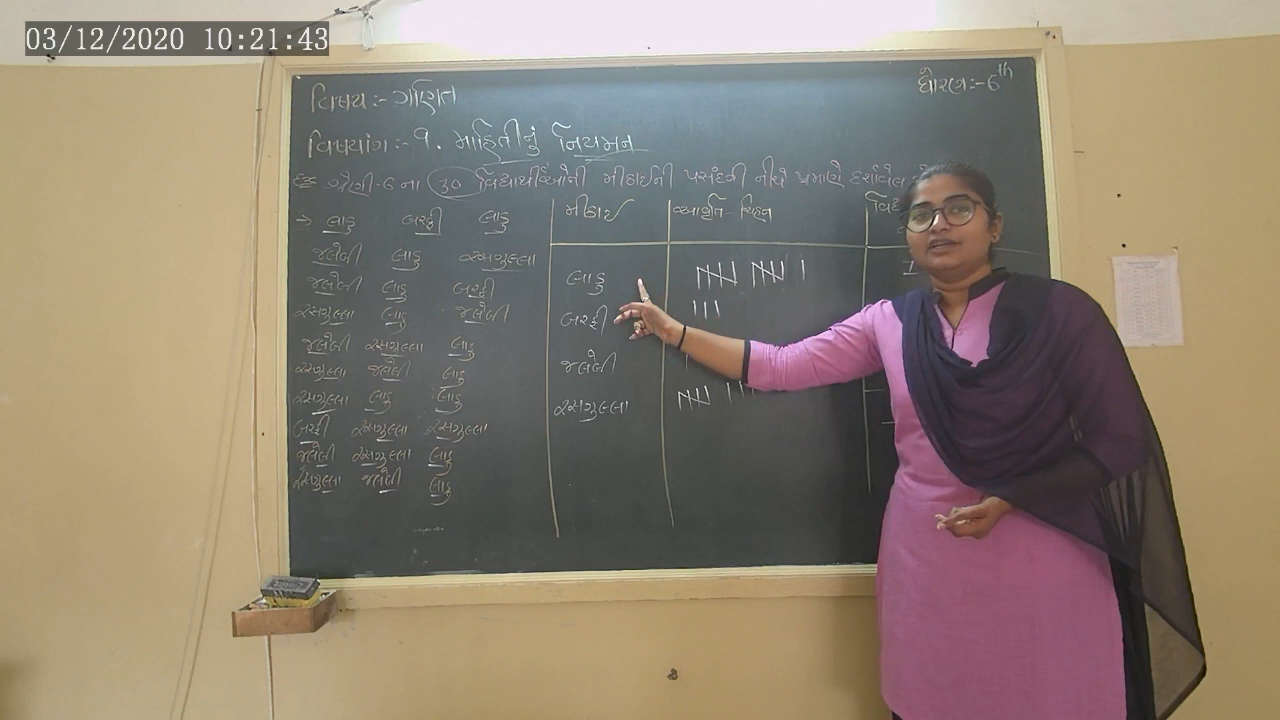 03/12/2020 10:21:43
વિષય:- ગણિત
ધોરણ:- 6th
વિષયાંગ:- ૧. માહિતીનું નિયમન
શ્રેણી-6 ના 30 વિદ્યાર્થીઓની મીઠાઈની પસંદગી નીચે પ્રમાણે દર્શાવેલ
→ લાડુ બરફી લાડુ
જલેબી લાડુ રસગુલ્લા
જલેબી લાડુ બરફી
રસગુલ્લા લાડુ જલેબી
જલેબી રસગુલ્લા લાડુ
રસગુલ્લા જલેબી લાડુ
રસગુલ્લા લાડુ લાડુ
બરફી રસગુલ્લા રસગુલ્લા
જલેબી રસગુલ્લા લાડુ
રસગુલ્લા જલેબી લાડુ
મીઠાઈ આવૃત્તિ-ચિહ્ન
લાડુ
બરફી
જલેબી
રસગુલ્લા